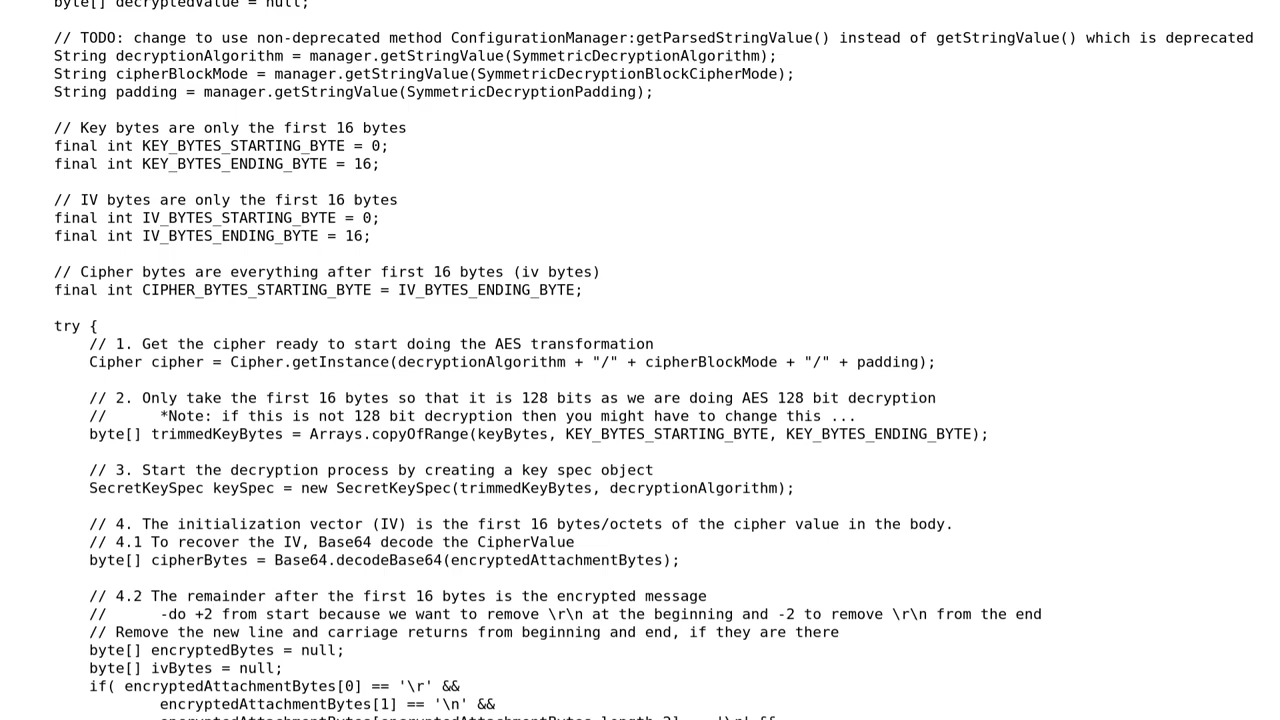 byte[] decryptedValue = null;
// TODO: change to use non-deprecated method ConfigurationManager:getParsedStringValue() instead of getStringValue() which is deprecated
String decryptionAlgorithm = manager.getStringValue(SymmetricDecryptionAlgorithm);
String cipherBlockMode = manager.getStringValue(SymmetricDecryptionBlockCipherMode);
String padding = manager.getStringValue(SymmetricDecryptionPadding);
// Key bytes are only the first 16 bytes
final int KEY_BYTES_STARTING_BYTE = 0;
final int KEY_BYTES_ENDING_BYTE = 16;
// IV bytes are only the first 16 bytes
final int IV_BYTES_STARTING_BYTE = 0;
final int IV_BYTES_ENDING_BYTE = 16;
// Cipher bytes are everything after first 16 bytes (iv bytes)
final int CIPHER_BYTES_STARTING_BYTE = IV_BYTES_ENDING_BYTE;
try {
// 1. Get the cipher ready to start doing the AES transformation
Cipher cipher = Cipher.getInstance(decryptionAlgorithm + "/" + cipherBlockMode + "/" + padding);
// 2. Only take the first 16 bytes so that it is 128 bits as we are doing AES 128 bit decryption
// *Note: if this is not 128 bit decryption then you might have to change this ...
byte[] trimmedKeyBytes = Arrays.copyOfRange(keyBytes, KEY_BYTES_STARTING_BYTE, KEY_BYTES_ENDING_BYTE);
// 3. Start the decryption process by creating a key spec object
SecretKeySpec keySpec = new SecretKeySpec(trimmedKeyBytes, decryptionAlgorithm);
// 4. The initialization vector (IV) is the first 16 bytes/octets of the cipher value in the body.
// 4.1 To recover the IV, Base64 decode the CipherValue
byte[] cipherBytes = Base64.decodeBase64(encryptedAttachmentBytes);
// 4.2 The remainder after the first 16 bytes is the encrypted message
// -do +2 from start because we want to remove \r\n at the beginning and -2 to remove \r\n from the end
// Remove the new line and carriage returns from beginning and end, if they are there
byte[] encryptedBytes = null;
byte[] ivBytes = null;
if( encryptedAttachmentBytes[0] == '\r' &&
encryptedAttachmentBytes[1] == '\n' &&